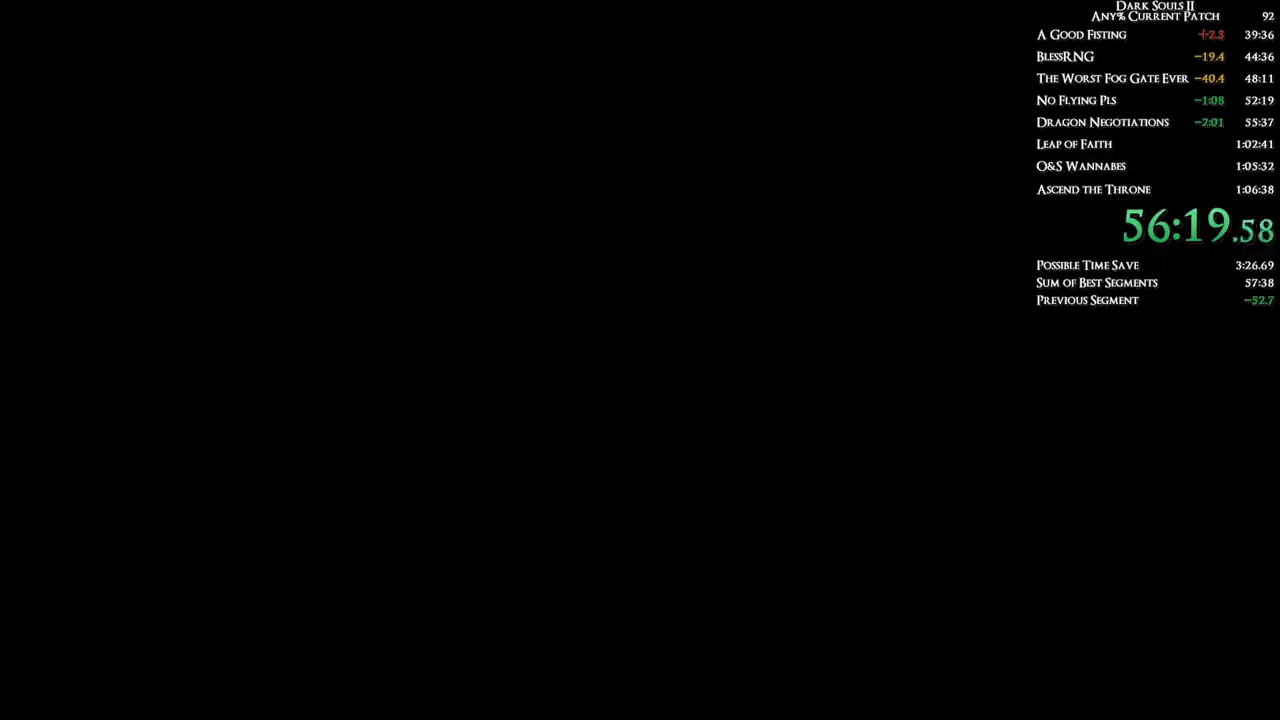 Dark Souls II
Any% Current Patch 92
A Good Fisting +2.3 39:36
BlessRNG -19.4 44:36
The Worst Fog Gate Ever -40.4 48:11
No Flying Pls -1:08 52:19
Dragon Negotiations -2:01 55:37
Leap of Faith 1:02:41
O&S Wannabes 1:05:32
Ascend the Throne 1:06:38
56:19.58
Possible Time Save 3:26.69
Sum of Best Segments 57:38
Previous Segment -52.7